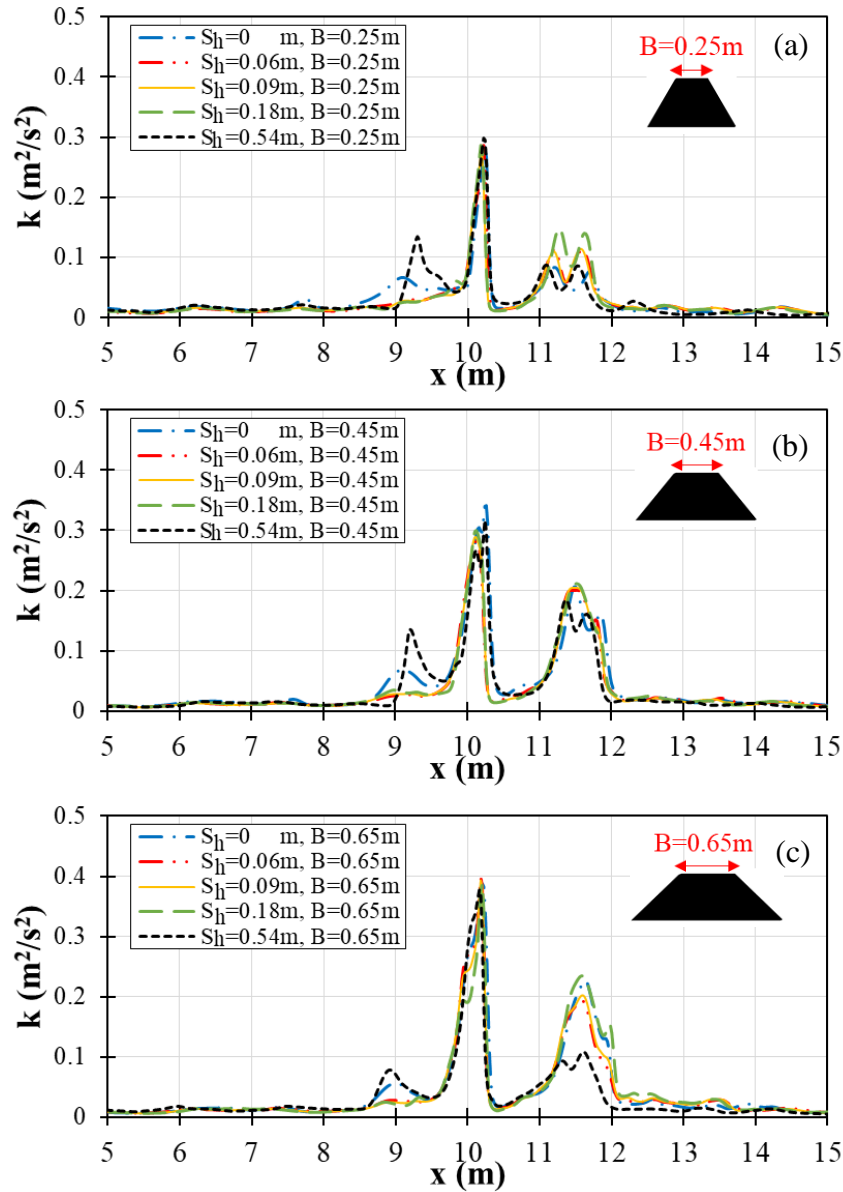 0.5
0.4
0.3
0.2
0.1
0
k (m²/s²)
Sₕ=0 m, B=0.25m
Sₕ=0.06m, B=0.25m
Sₕ=0.09m, B=0.25m
Sₕ=0.18m, B=0.25m
Sₕ=0.54m, B=0.25m
B=0.25m
(a)
5 6 7 8 9 10 11 12 13 14 15
x (m)
0.5
0.4
0.3
0.2
0.1
0
k (m²/s²)
Sₕ=0 m, B=0.45m
Sₕ=0.06m, B=0.45m
Sₕ=0.09m, B=0.45m
Sₕ=0.18m, B=0.45m
Sₕ=0.54m, B=0.45m
B=0.45m
(b)
5 6 7 8 9 10 11 12 13 14 15
x (m)
0.5
0.4
0.3
0.2
0.1
0
k (m²/s²)
Sₕ=0 m, B=0.65m
Sₕ=0.06m, B=0.65m
Sₕ=0.09m, B=0.65m
Sₕ=0.18m, B=0.65m
Sₕ=0.54m, B=0.65m
B=0.65m
(c)
5 6 7 8 9 10 11 12 13 14 15
x (m)